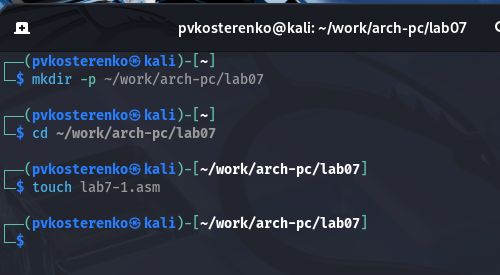 pvkosterenko@kali: ~/work/arch-pc/lab07
┌──(pvkosterenko㉿kali)-[~]
└─$ mkdir -p ~/work/arch-pc/lab07
┌──(pvkosterenko㉿kali)-[~]
└─$ cd ~/work/arch-pc/lab07
┌──(pvkosterenko㉿kali)-[~/work/arch-pc/lab07]
└─$ touch lab7-1.asm
┌──(pvkosterenko㉿kali)-[~/work/arch-pc/lab07]
└─$